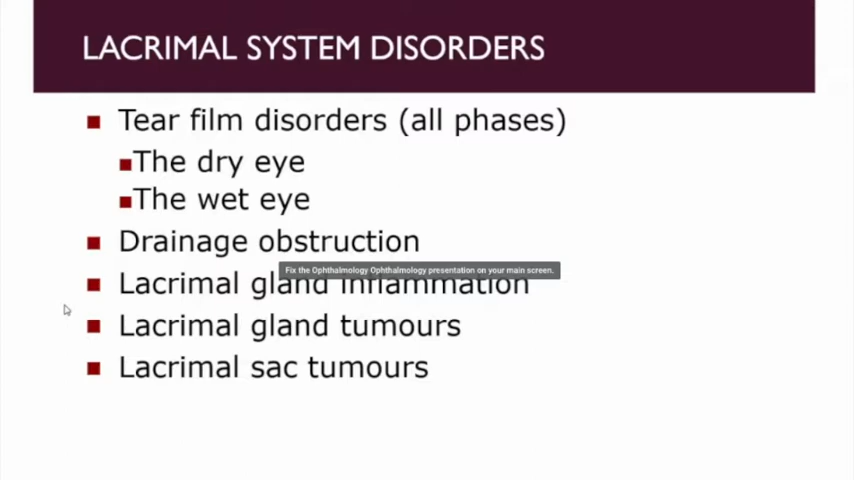 LACRIMAL SYSTEM DISORDERS
Tear film disorders (all phases)
The dry eye
The wet eye
Drainage obstruction
Fix the Ophthalmology Ophthalmology presentation on your main screen.
Lacrimal gland inflammation
Lacrimal gland tumours
Lacrimal sac tumours